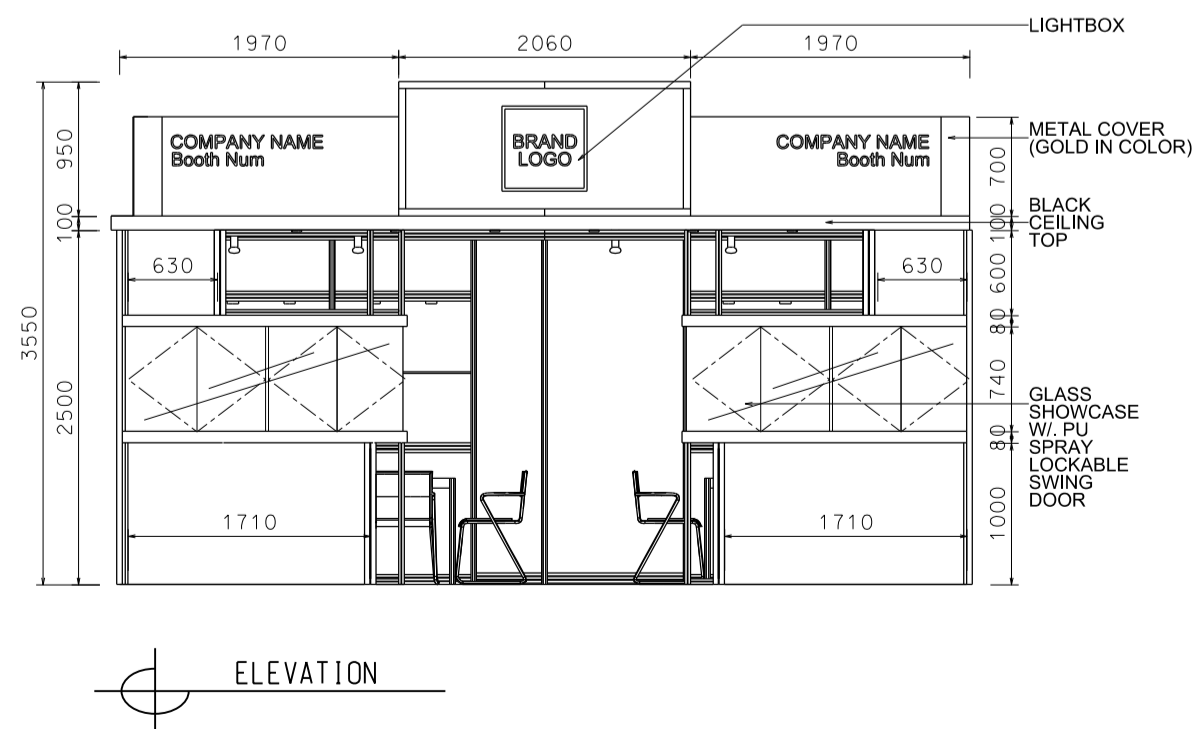 LIGHTBOX
1970
2060
1970
COMPANY NAME
Booth Num
BRAND
LOGO
COMPANY NAME
Booth Num
METAL COVER
(GOLD IN COLOR)
950
700
BLACK
CEILING
TOP
100
100
630
630
600
3550
80
2500
740
GLASS
SHOWCASE
W/. PU
SPRAY
LOCKABLE
SWING
DOOR
80
1710
1710
1000
ELEVATION